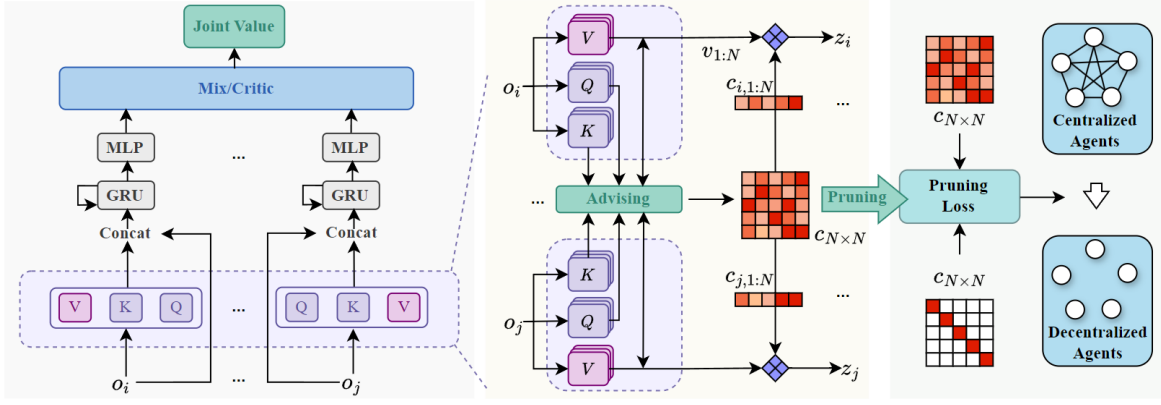 Joint Value
Mix/Critic
MLP
...
MLP
GRU
GRU
Concat
Concat
V
K
Q
...
Q
K
V
o_i
...
o_j
o_i
V
Q
K
v_{1:N}
z_i
c_{i,1:N}
...
...
Advising
c_{N×N}
o_j
K
Q
V
c_{j,1:N}
...
z_j
Pruning
c_{N×N}
Pruning
Loss
c_{N×N}
Centralized
Agents
Decentralized
Agents